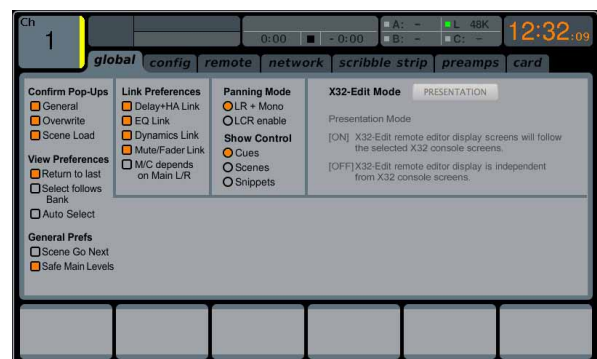 Ch
1
0:00 - 0:00
A: - L 48K
B: - C: -
12:32:09
global config remote network scribble strip preamps card
Confirm Pop-Ups
General
Overwrite
Scene Load
View Preferences
Return to last
Select follows
Bank
Auto Select
General Prefs
Scene Go Next
Safe Main Levels
Link Preferences
Delay+HA Link
EQ Link
Dynamics Link
Mute/Fader Link
M/C depends
on Main L/R
Panning Mode
LR + Mono
LCR enable
Show Control
Cues
Scenes
Snippets
X32-Edit Mode PRESENTATION
Presentation Mode
[ON] X32-Edit remote editor display screens will follow
the selected X32 console screens.
[OFF]X32-Edit remote editor display is independent
from X32 console screens.